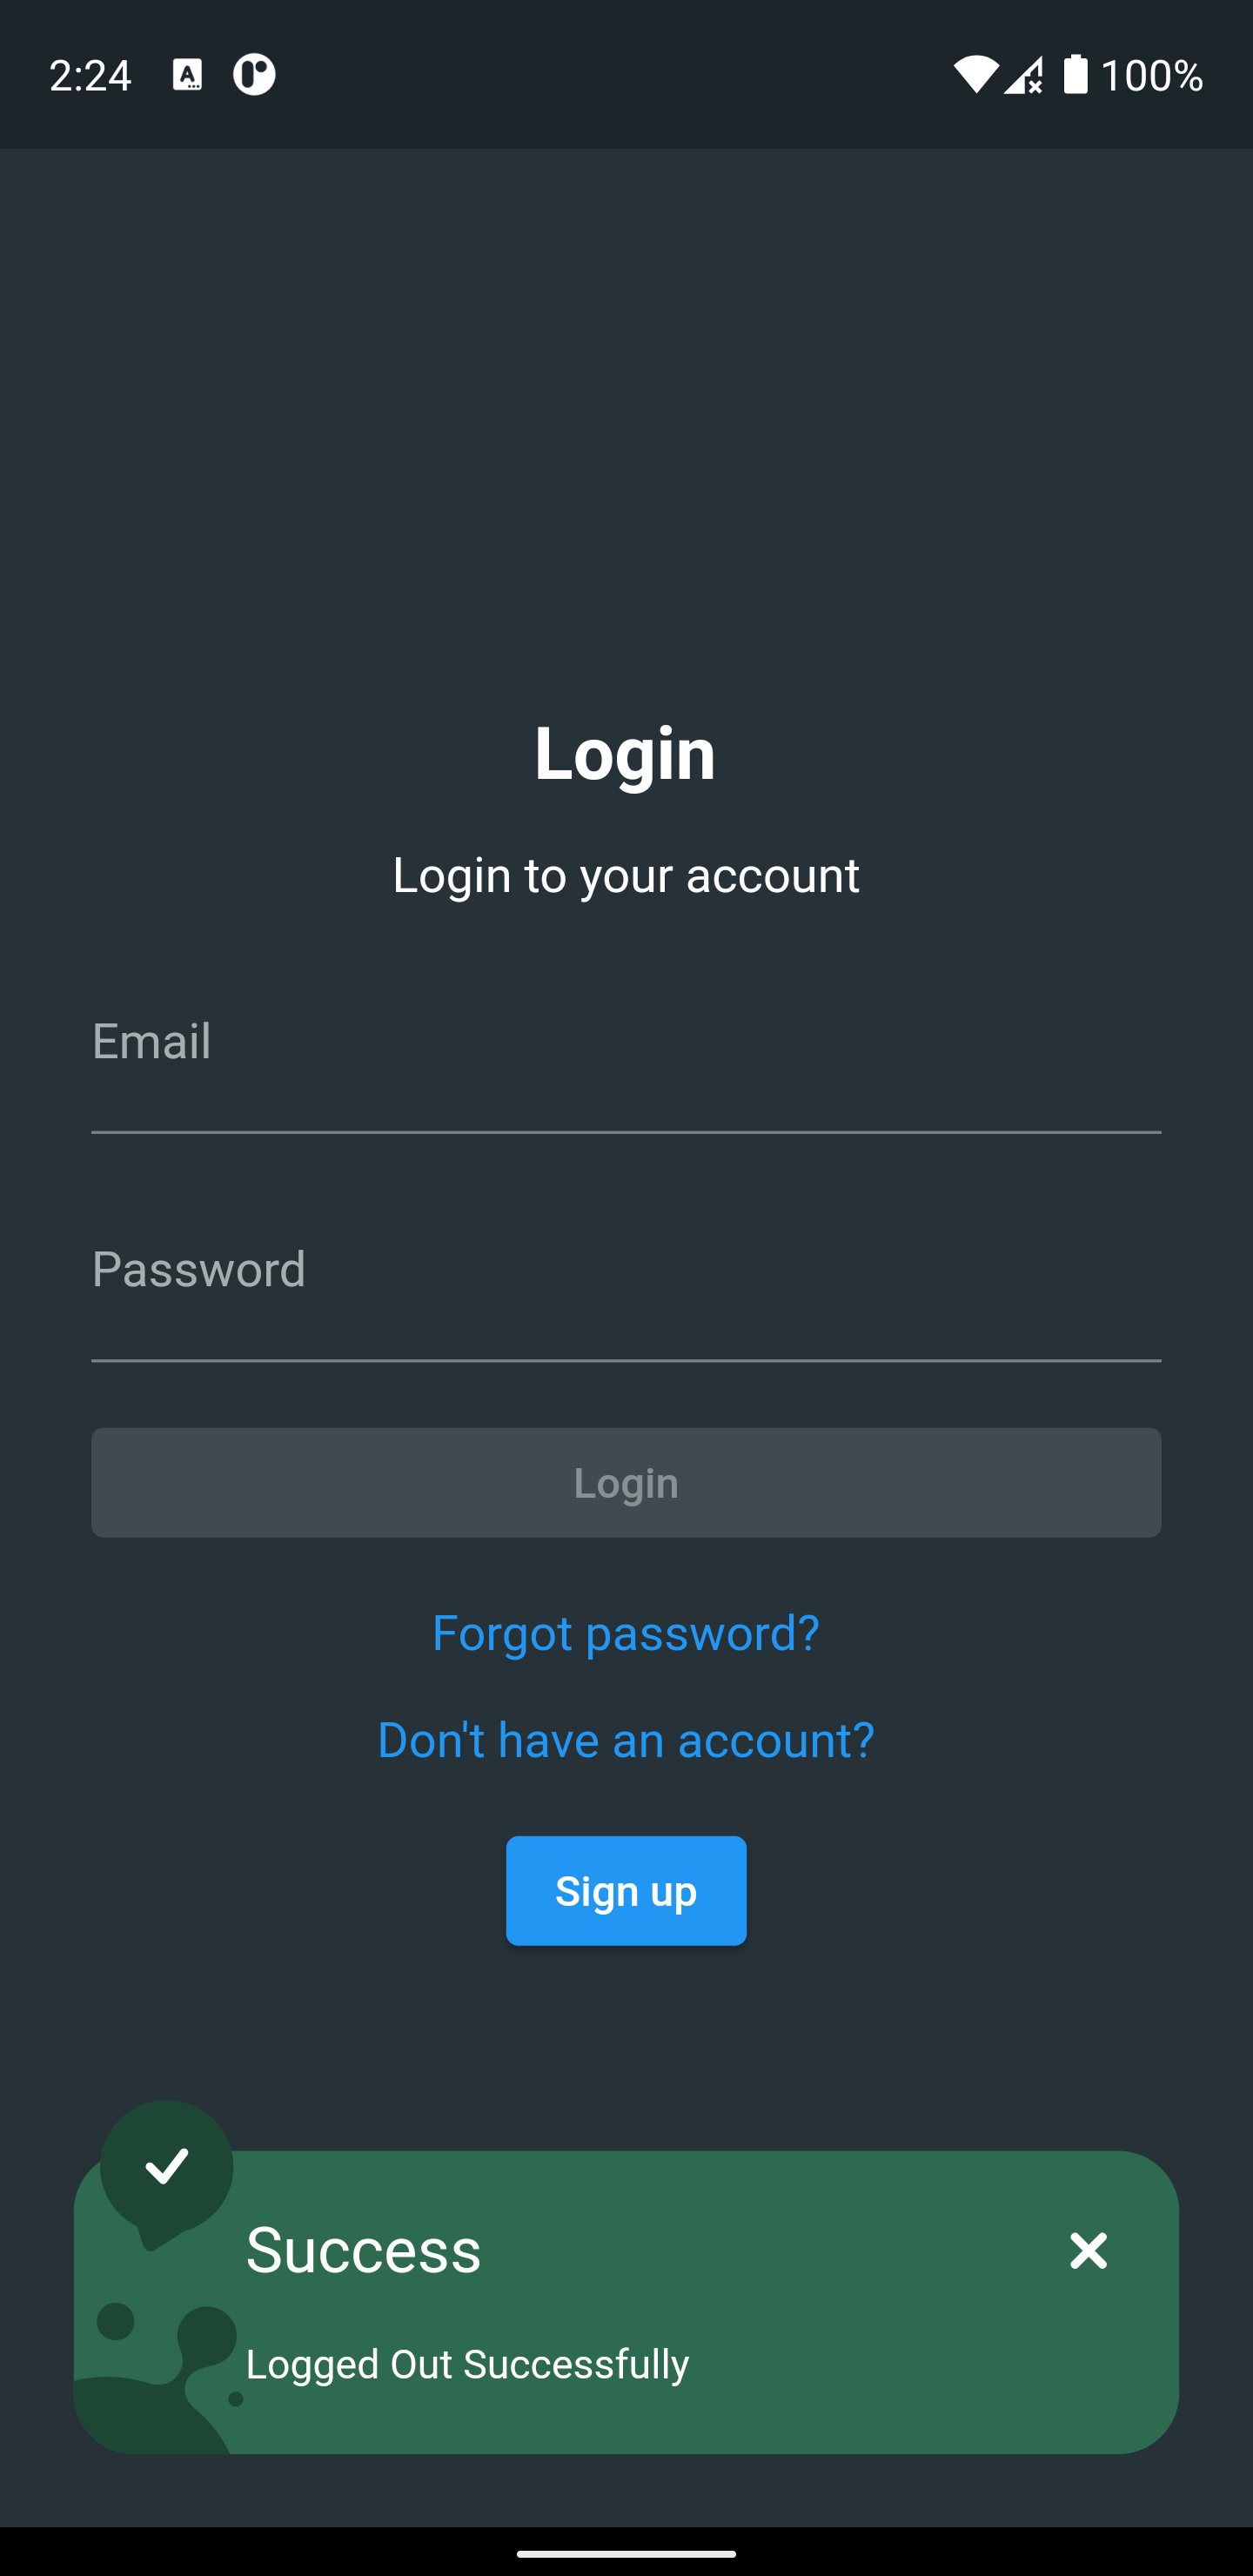 2:24 100%
Login
Login to your account
Email
Password
Login
Forgot password?
Don't have an account?
Sign up
Success
Logged Out Successfully